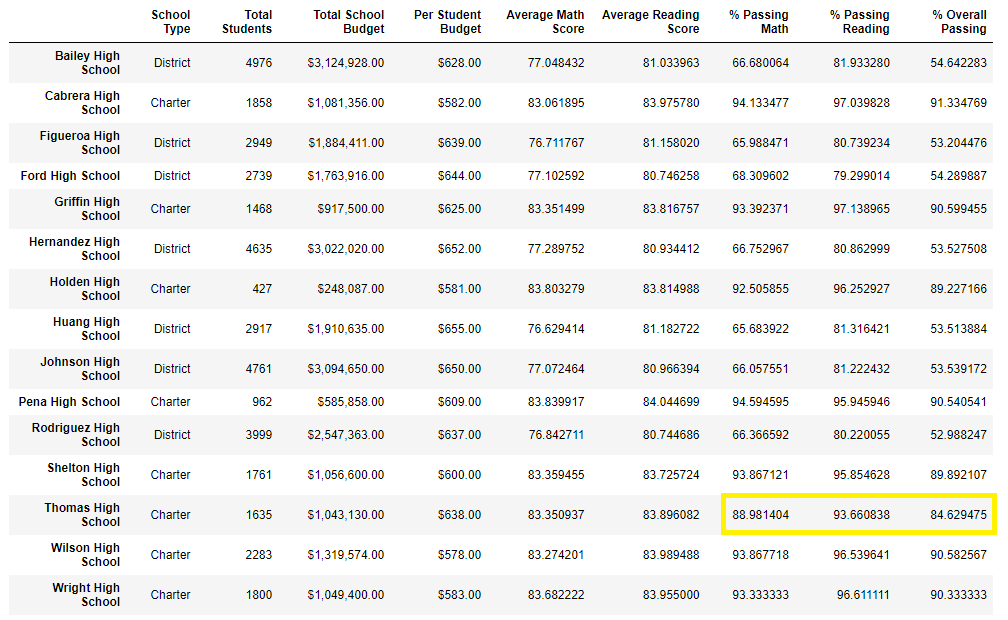 School Type Total Students Total School Budget Per Student Budget Average Math Score Average Reading Score % Passing Math % Passing Reading % Overall Passing
Bailey High School District 4976 $3,124,928.00 $628.00 77.048432 81.033963 66.680064 81.933280 54.642283
Cabrera High School Charter 1858 $1,081,356.00 $582.00 83.061895 83.975780 94.133477 97.039828 91.334769
Figueroa High School District 2949 $1,884,411.00 $639.00 76.711767 81.158020 65.988471 80.739234 53.204476
Ford High School District 2739 $1,763,916.00 $644.00 77.102592 80.746258 68.309602 79.299014 54.289887
Griffin High School Charter 1468 $917,500.00 $625.00 83.351499 83.816757 93.392371 97.138965 90.599455
Hernandez High School District 4635 $3,022,020.00 $652.00 77.289752 80.934412 66.752967 80.862999 53.527508
Holden High School Charter 427 $248,087.00 $581.00 83.803279 83.814988 92.505855 96.252927 89.227166
Huang High School District 2917 $1,910,635.00 $655.00 76.629414 81.182722 65.683922 81.316421 53.513884
Johnson High School District 4761 $3,094,650.00 $650.00 77.072464 80.966394 66.057551 81.222432 53.539172
Pena High School Charter 962 $585,858.00 $609.00 83.839917 84.044699 94.594595 95.945946 90.540541
Rodriguez High School District 3999 $2,547,363.00 $637.00 76.842711 80.744686 66.366592 80.220055 52.988247
Shelton High School Charter 1761 $1,056,600.00 $600.00 83.359455 83.725724 93.867121 95.854628 89.892107
Thomas High School Charter 1635 $1,043,130.00 $638.00 83.350937 83.896082 88.981404 93.660838 84.629475
Wilson High School Charter 2283 $1,319,574.00 $578.00 83.274201 83.989488 93.867718 96.539641 90.582567
Wright High School Charter 1800 $1,049,400.00 $583.00 83.682222 83.955000 93.333333 96.611111 90.333333